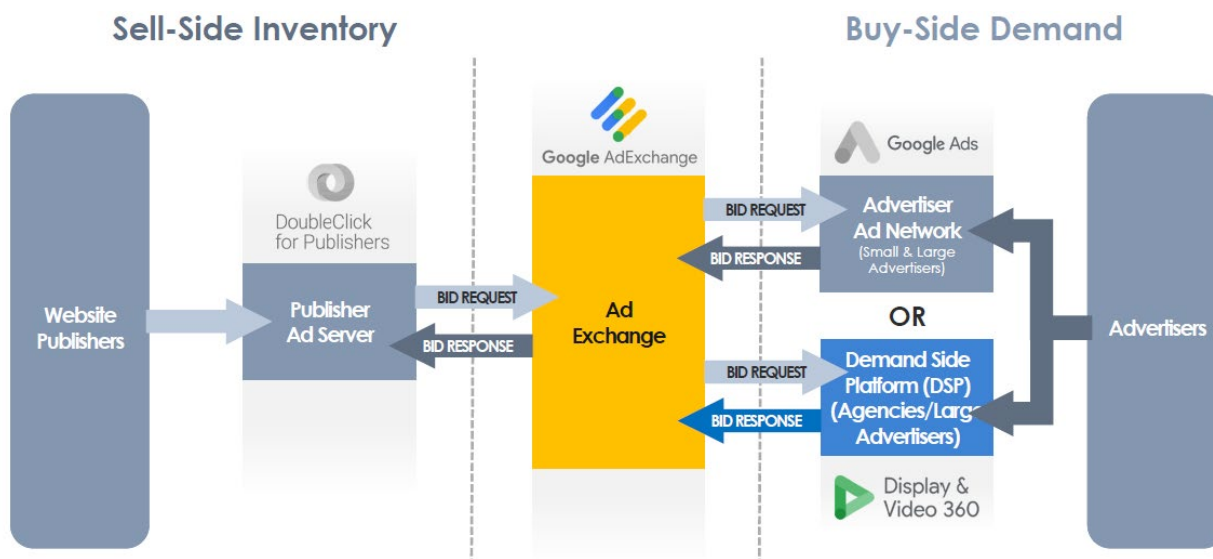 Sell-Side Inventory
Buy-Side Demand
Google AdExchange
Google Ads
DoubleClick
for Publishers
BID REQUEST
Advertiser
Ad Network
(Small & Large
Advertisers)
BID RESPONSE
Website
Publishers
Publisher
Ad Server
BID REQUEST
BID RESPONSE
Ad
Exchange
OR
Advertisers
BID REQUEST
Demand Side
Platform (DSP)
(Agencies/Large
Advertisers)
BID RESPONSE
Display &
Video 360